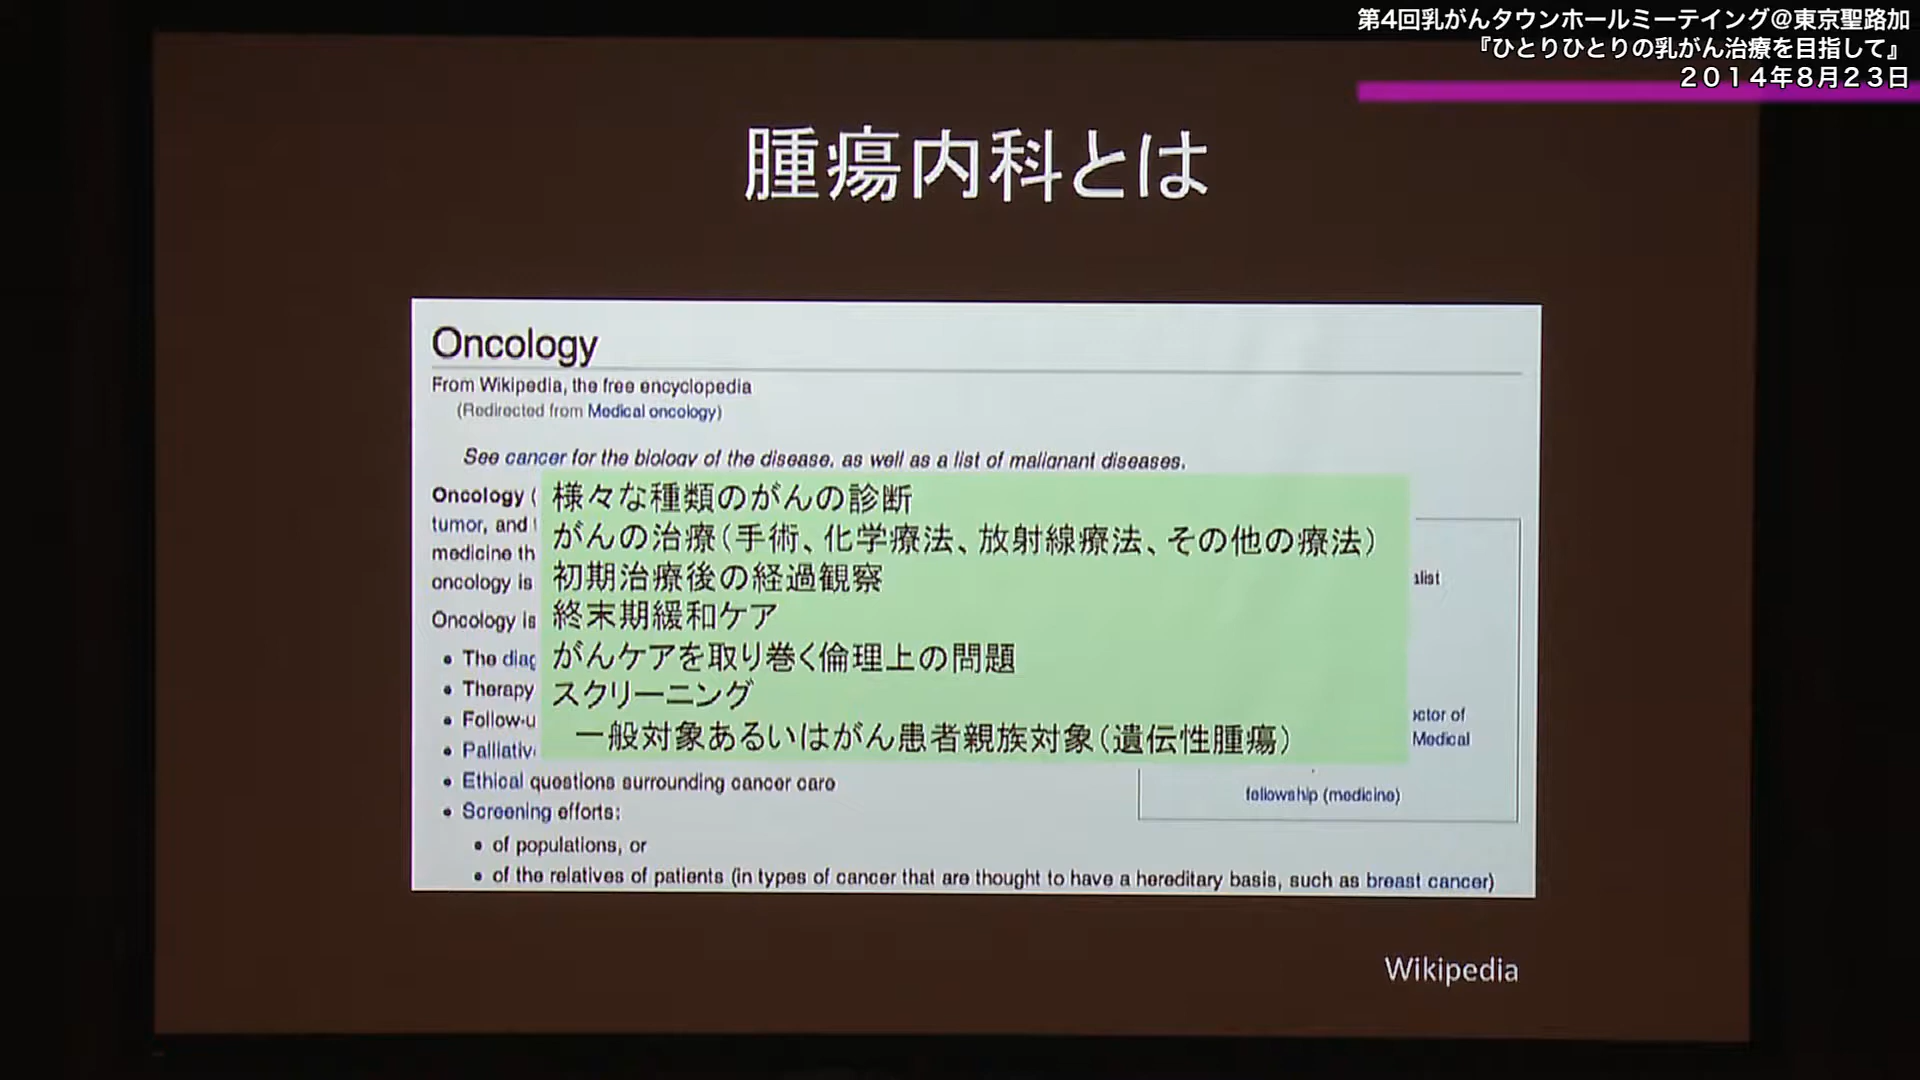 第4回乳がんタウンホールミーテイング＠東京聖路加
『ひとりひとりの乳がん治療を目指して』
２０１４年８月２３日
腫瘍内科とは
Oncology
From Wikipedia, the free encyclopedia
(Redirected from Medical oncology)
See cancer for the biology of the disease, as well as a list of malignant diseases.
Oncology (
tumor, and
medicine th
oncology is
Oncology is
• The diag
• Therapy
• Follow-u
• Palliativ
• Ethical questions surrounding cancer care
• Screening efforts:
• of populations, or
• of the relatives of patients (in types of cancer that are thought to have a hereditary basis, such as breast cancer)
様々な種類のがんの診断
がんの治療（手術、化学療法、放射線療法、その他の療法）
初期治療後の経過観察
終末期緩和ケア
がんケアを取り巻く倫理上の問題
スクリーニング
一般対象あるいはがん患者親族対象（遺伝性腫瘍）
alist
octor of
Medical
fellowship (medicine)
Wikipedia